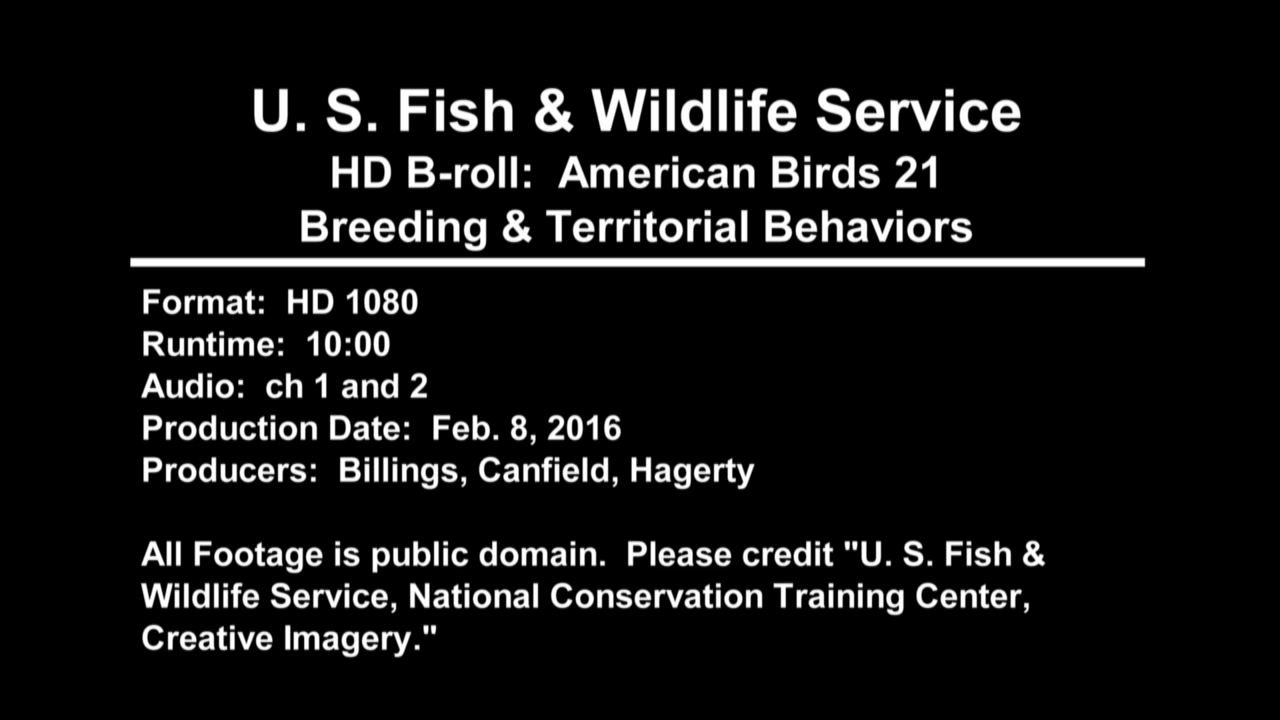 U. S. Fish & Wildlife Service
HD B-roll:  American Birds 21
Breeding & Territorial Behaviors
Format:  HD 1080
Runtime:  10:00
Audio:  ch 1 and 2
Production Date:  Feb. 8, 2016
Producers:  Billings, Canfield, Hagerty
All Footage is public domain.  Please credit "U. S. Fish &
Wildlife Service, National Conservation Training Center,
Creative Imagery."